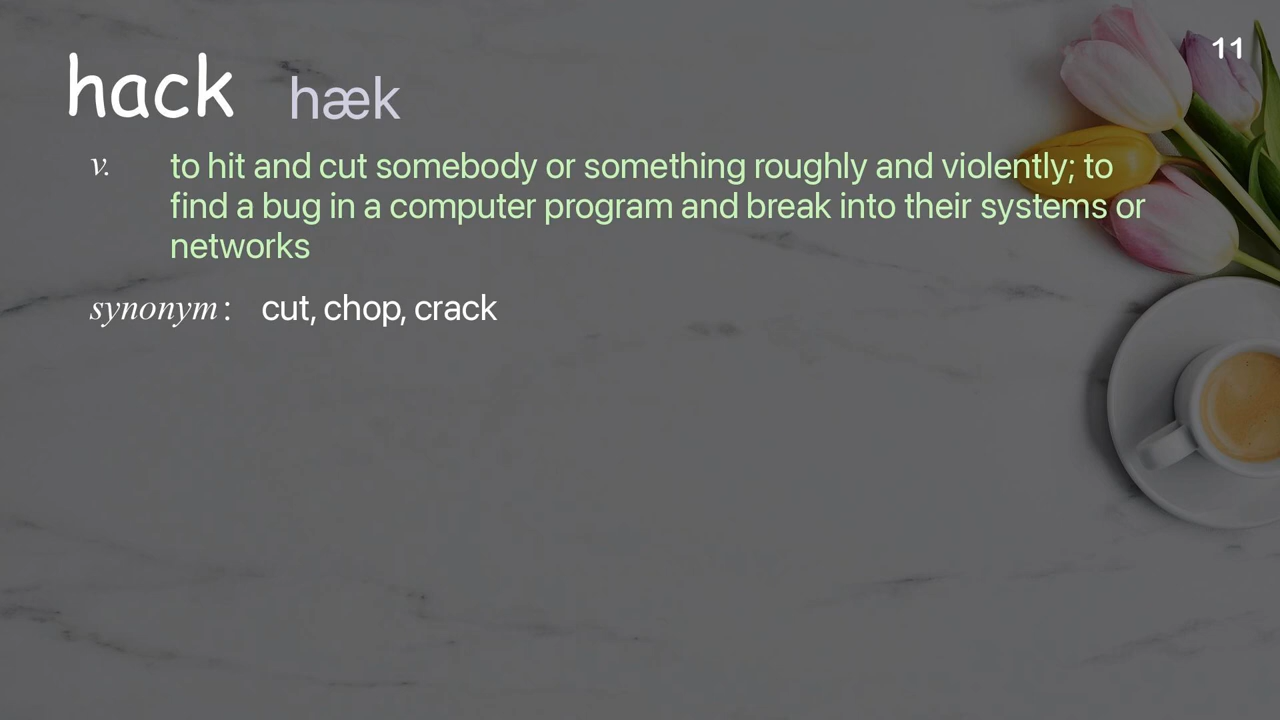 11
hack hæk
v. to hit and cut somebody or something roughly and violently; to
find a bug in a computer program and break into their systems or
networks
synonym: cut, chop, crack